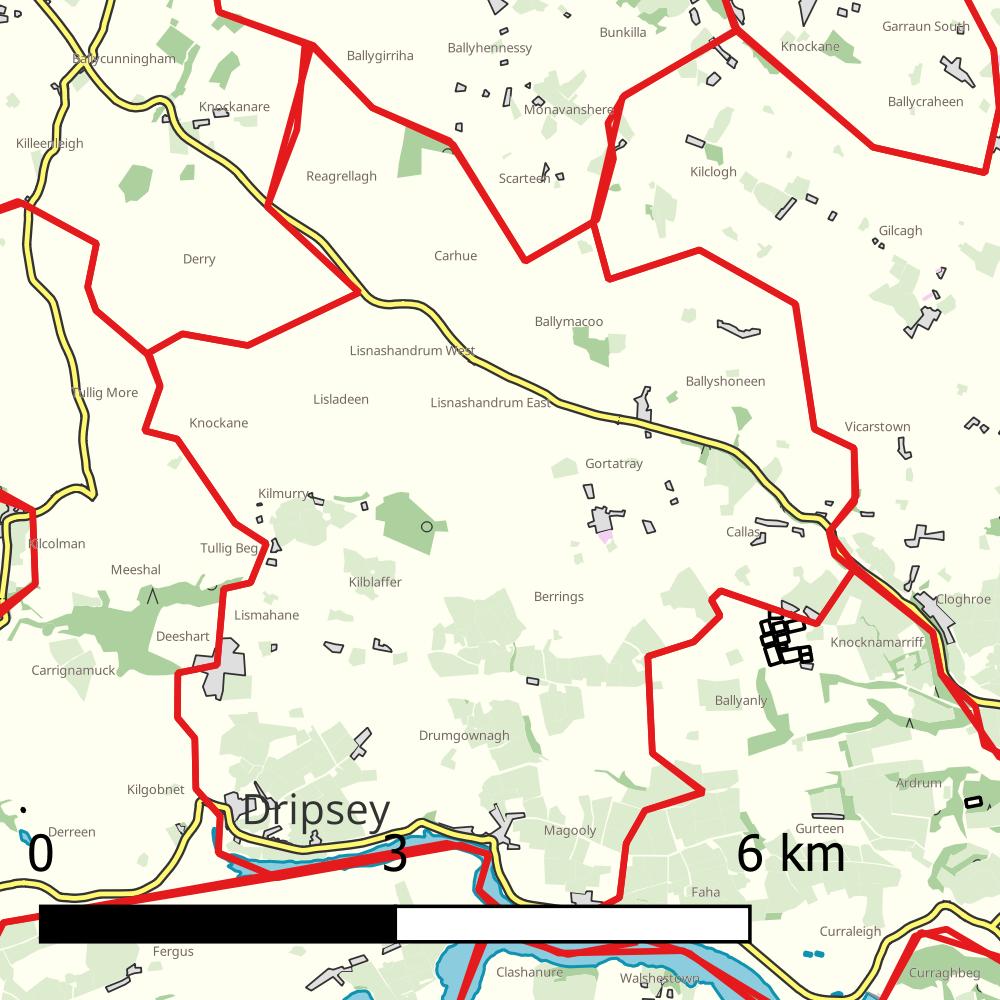 Garraun South
Bunkilla
Ballyhennessy
Knockane
Ballygirriha
Ballycunningham
Ballycraheen
Knockanare
Monavanshere
Killeenleigh
Kilclogh
Reagrellagh
Scarteen
Gilcagh
Carhue
Derry
Ballymacoo
Lisnashandrum West
Ballyshoneen
Tullig More
Lisladeen
Lisnashandrum East
Knockane
Vicarstown
Gortatray
Kilmurry
Callas
Kilcolman
Tullig Beg
Meeshal
Kilblaffer
Berrings
Cloghroe
Lismahane
Deeshart
Knocknamarriff
Carrignamuck
Ballyanly
Drumgownagh
Ardrum
Kilgobnet
Dripsey
Derreen
Magooly
Gurteen
0 3 6 km
Faha
Curraleigh
Fergus
Clashanure
Walshestown
Curraghbeg